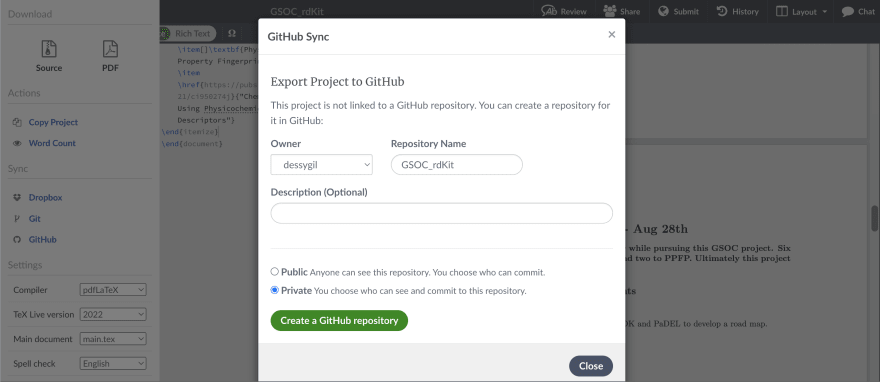 Download
GSOC_rdKit
Review
Share
Submit
History
Layout
Chat
Source
PDF
Rich Text
Ω
Actions
Copy Project
Word Count
Sync
Dropbox
Git
GitHub
Settings
Compiler
pdfLaTeX
TeX Live version
2022
Main document
main.tex
Spell check
English
\item{}\textbf{Phy
Property Fingerpri
\item
\href{https://pubs
Using Physicochemi
Descriptors"}
\end{itemize}
\end{document}
GitHub Sync
×
Export Project to GitHub
This project is not linked to a GitHub repository. You can create a repository for
it in GitHub:
Owner
Repository Name
dessygil
GSOC_rdKit
Description (Optional)
Public Anyone can see this repository. You choose who can commit.
Private You choose who can see and commit to this repository.
Create a GitHub repository
Close
- Aug 28th
while pursuing this GSOC project. Six
d two to PPFP. Ultimately this project
ts
DK and PaDEL to develop a road map.